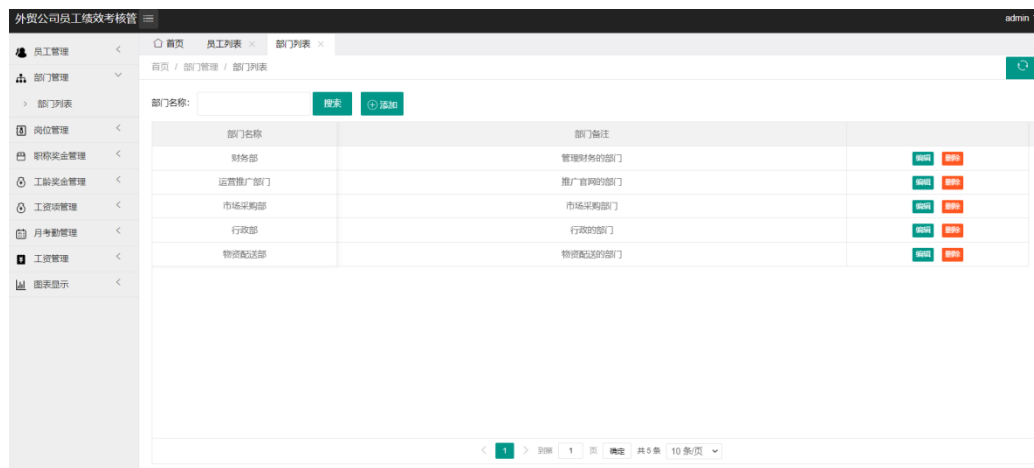 外贸公司员工绩效考核管
admin
员工管理
部门管理
部门列表
岗位管理
职称奖金管理
工龄奖金管理
工资项管理
月考勤管理
工资管理
图表显示
首页 员工列表 部门列表
首页 / 部门管理 / 部门列表
部门名称: 搜索 添加
部门名称 部门备注
财务部 管理财务的部门 编辑 删除
运营推广部门 推广官网的部门 编辑 删除
市场采购部 市场采购部门 编辑 删除
行政部 行政的部门 编辑 删除
物资配送部 物资配送的部门 编辑 删除
1 到第 1 页 确定 共 5 条 10 条/页